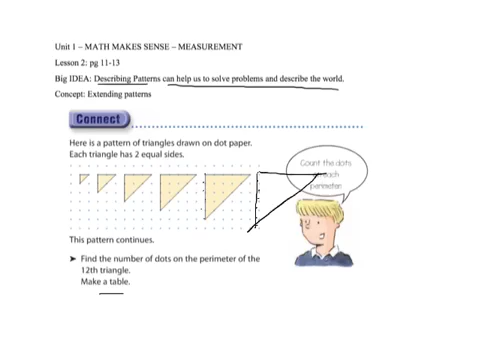 Unit 1 – MATH MAKES SENSE – MEASUREMENT
Lesson 2: pg 11-13
Big IDEA: Describing Patterns can help us to solve problems and describe the world.
Concept: Extending patterns
Connect
Here is a pattern of triangles drawn on dot paper.
Each triangle has 2 equal sides.
Count the dots
each
perimeter.
This pattern continues.
➤ Find the number of dots on the perimeter of the
12th triangle.
Make a table.